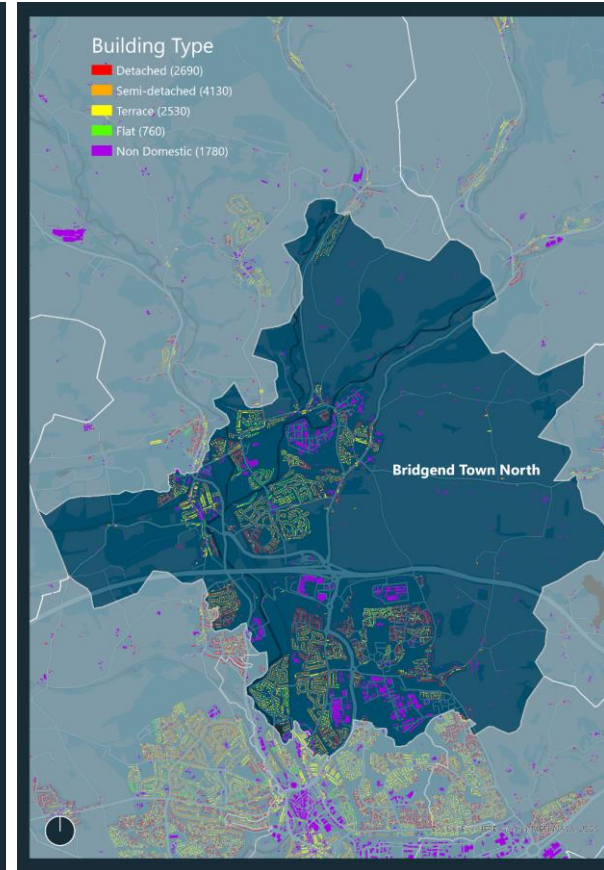 Building Type
Detached (2690)
Semi-detached (4130)
Terrace (2530)
Flat (760)
Non Domestic (1780)
Bridgend Town North